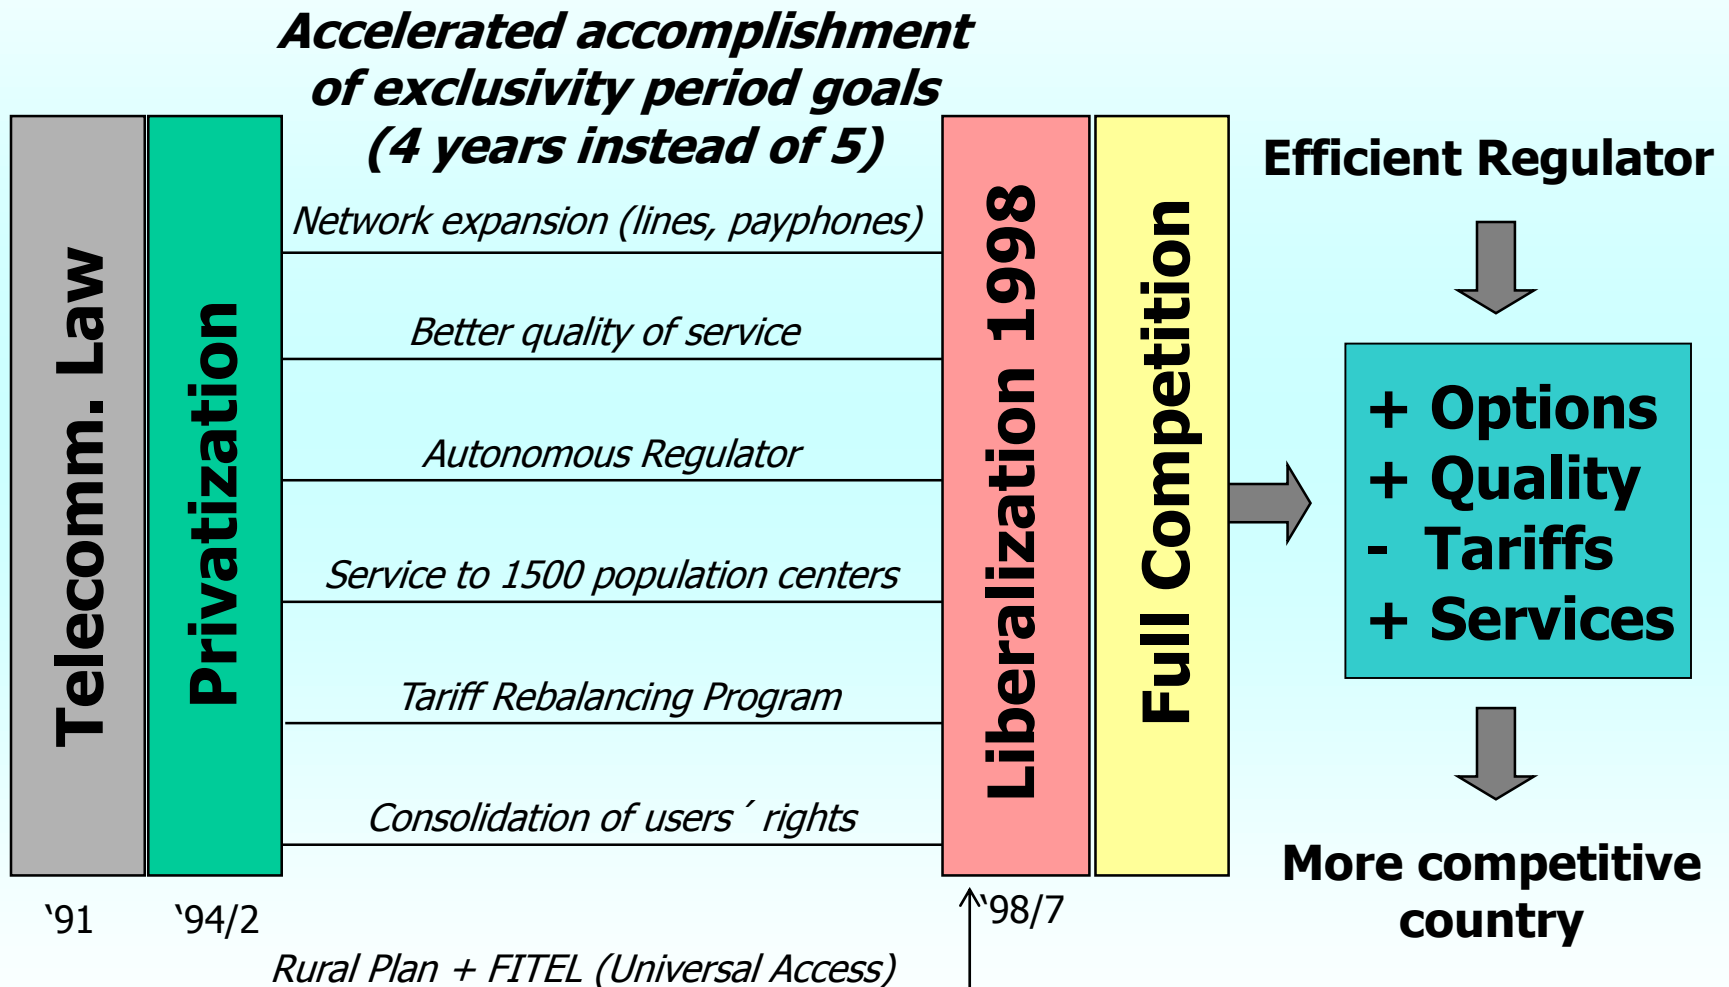 Accelerated accomplishment
of exclusivity period goals
(4 years instead of 5)
Telecomm. Law
Privatization
Network expansion (lines, payphones)
Better quality of service
Autonomous Regulator
Service to 1500 population centers
Tariff Rebalancing Program
Consolidation of users´ rights
Liberalization 1998
Full Competition
Efficient Regulator
+ Options
+ Quality
- Tariffs
+ Services
More competitive
country
‘91
‘94/2
‘98/7
Rural Plan + FITEL (Universal Access)